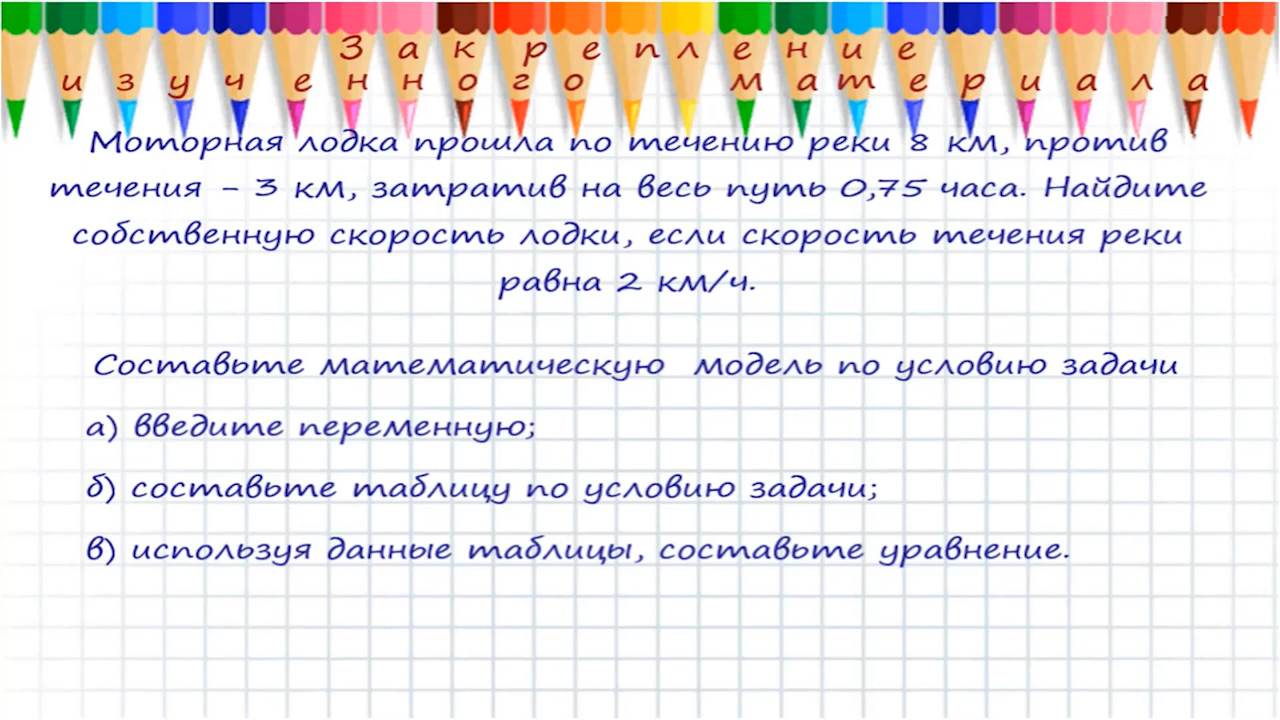 Закрепление
изученного материала
Моторная лодка прошла по течению реки 8 км, против
течения – 3 км, затратив на весь путь 0,75 часа. Найдите
собственную скорость лодки, если скорость течения реки
равна 2 км/ч.
Составьте математическую модель по условию задачи
а) введите переменную;
б) составьте таблицу по условию задачи;
в) используя данные таблицы, составьте уравнение.